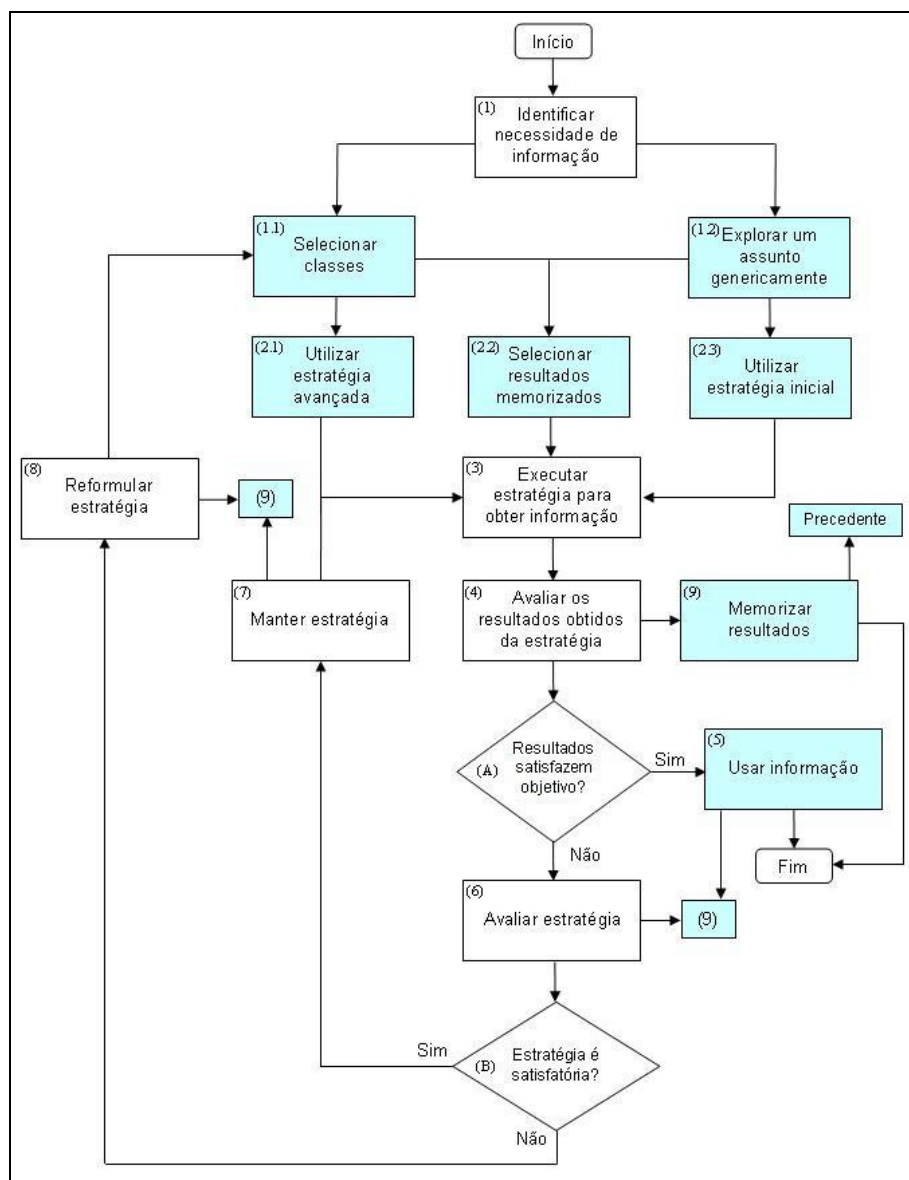 Início
(1)
Identificar
necessidade de
informação
(1.1)
Selecionar
classes
(1.2)
Explorar um
assunto
genericamente
(2.1)
Utilizar
estratégia
avançada
(2.2)
Selecionar
resultados
memorizados
(2.3)
Utilizar
estratégia inicial
(8)
Reformular
estratégia
(9)
(3)
Executar
estratégia para
obter informação
Precedente
(7)
Manter estratégia
(4)
Avaliar os
resultados obtidos
da estratégia
(9)
Memorizar
resultados
(A)
Resultados
satisfazem
objetivo?
Sim
(5)
Usar informação
Não
Fim
(6)
Avaliar estratégia
(9)
Sim
(B)
Estratégia é
satisfatória?
Não